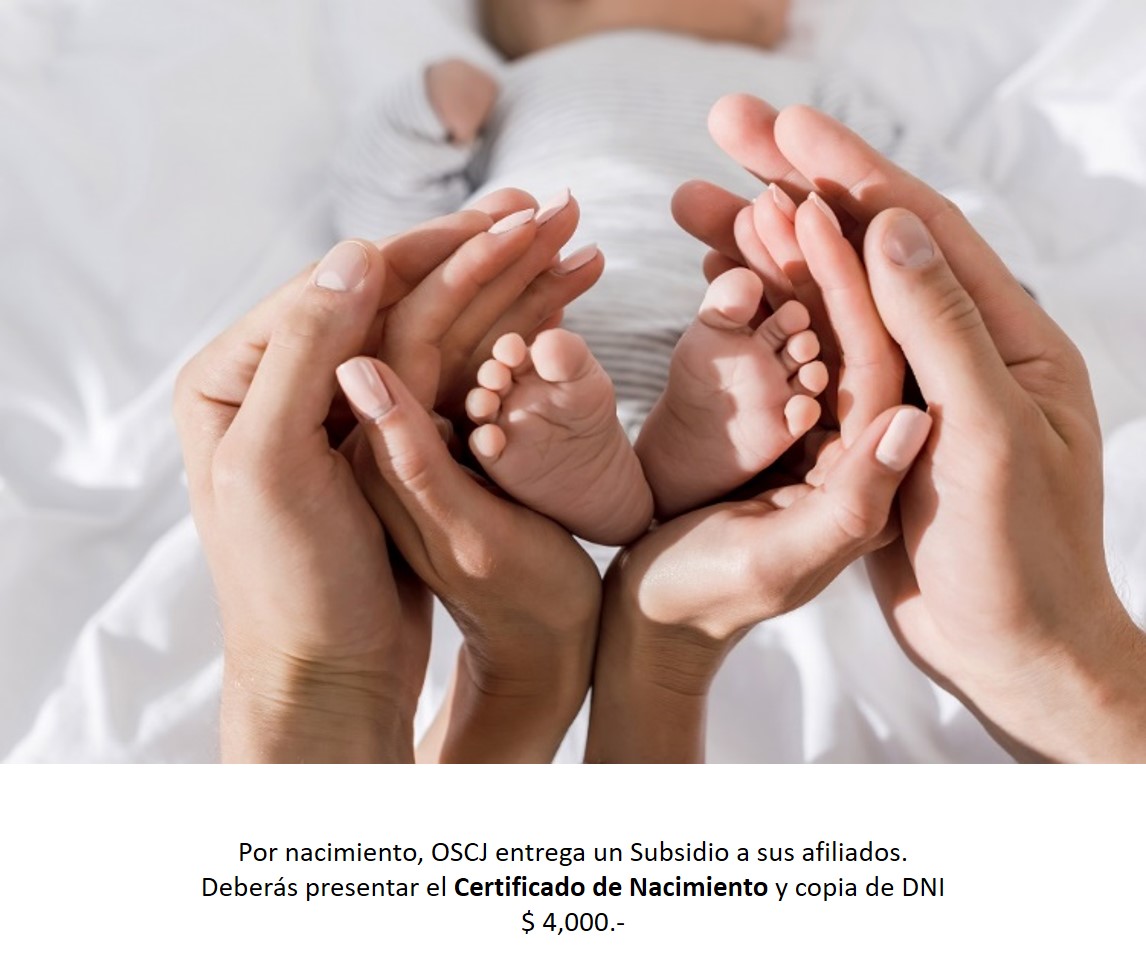 Por nacimiento, OSCJ entrega un Subsidio a sus afiliados.
Deberás presentar el Certificado de Nacimiento y copia de DNI
$ 4,000.-